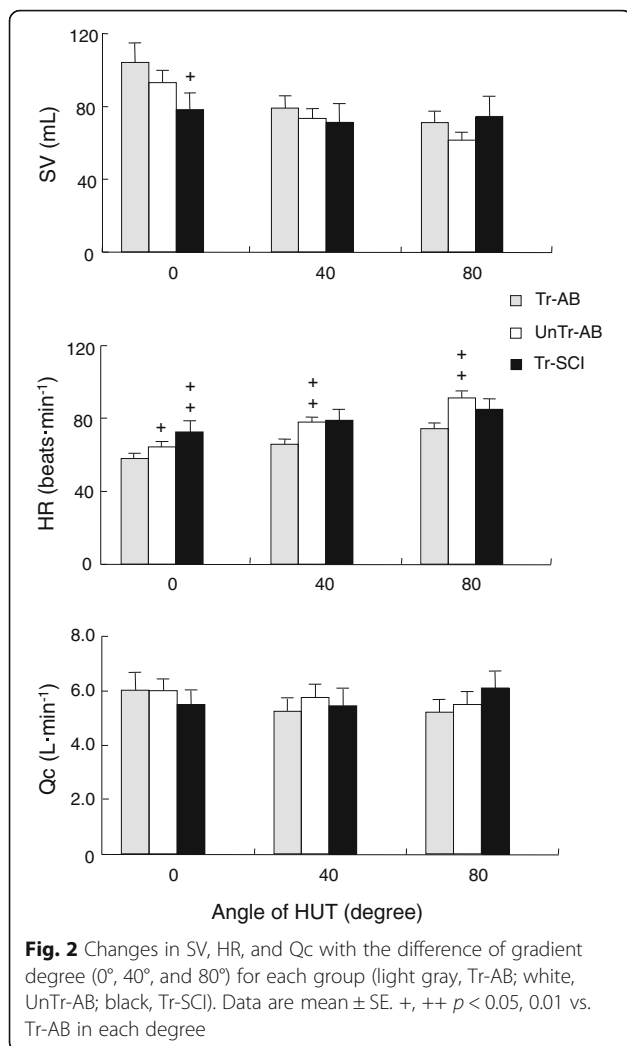 120
80
40
0
SV (mL)
+
0 40 80
Tr-AB
UnTr-AB
Tr-SCI
120
80
40
0
HR (beats·min-1)
+
+
+
+
+
+
+
0 40 80
8.0
6.0
4.0
2.0
0
Qc (L·min-1)
0 40 80
Angle of HUT (degree)
Fig. 2 Changes in SV, HR, and Qc with the difference of gradient
degree (0°, 40°, and 80°) for each group (light gray, Tr-AB; white,
UnTr-AB; black, Tr-SCI). Data are mean ± SE. +, ++ p < 0.05, 0.01 vs.
Tr-AB in each degree